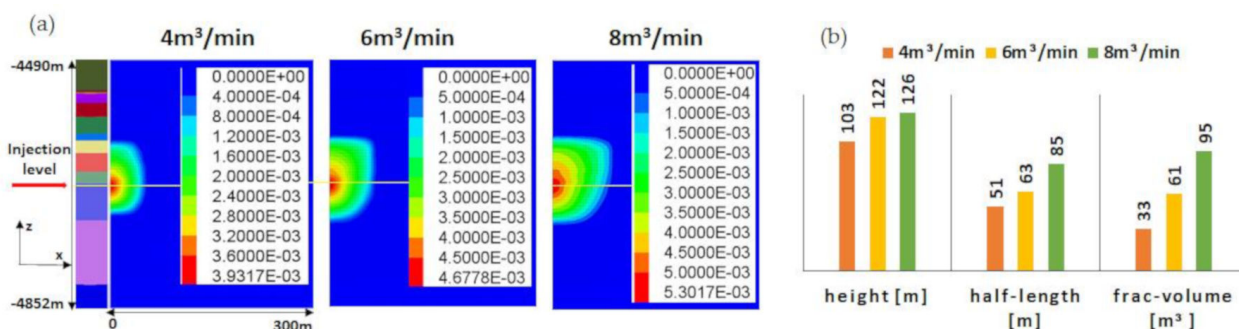 (a)
4m³/min
6m³/min
8m³/min
-4490m
Injection
level
z
x
-4852m
0
300m
0.0000E+00
4.0000E-04
8.0000E-04
1.2000E-03
1.6000E-03
2.0000E-03
2.4000E-03
2.8000E-03
3.2000E-03
3.6000E-03
3.9317E-03
0.0000E+00
5.0000E-04
1.0000E-03
1.5000E-03
2.0000E-03
2.5000E-03
3.0000E-03
3.5000E-03
4.0000E-03
4.5000E-03
4.6778E-03
0.0000E+00
5.0000E-04
1.0000E-03
1.5000E-03
2.0000E-03
2.5000E-03
3.0000E-03
3.5000E-03
4.0000E-03
4.5000E-03
5.0000E-03
5.3017E-03
(b)
4m³/min 6m³/min 8m³/min
103 122 126
51 63 85
33 61 95
height [m]
half-length
[m]
frac-volume
[m³]